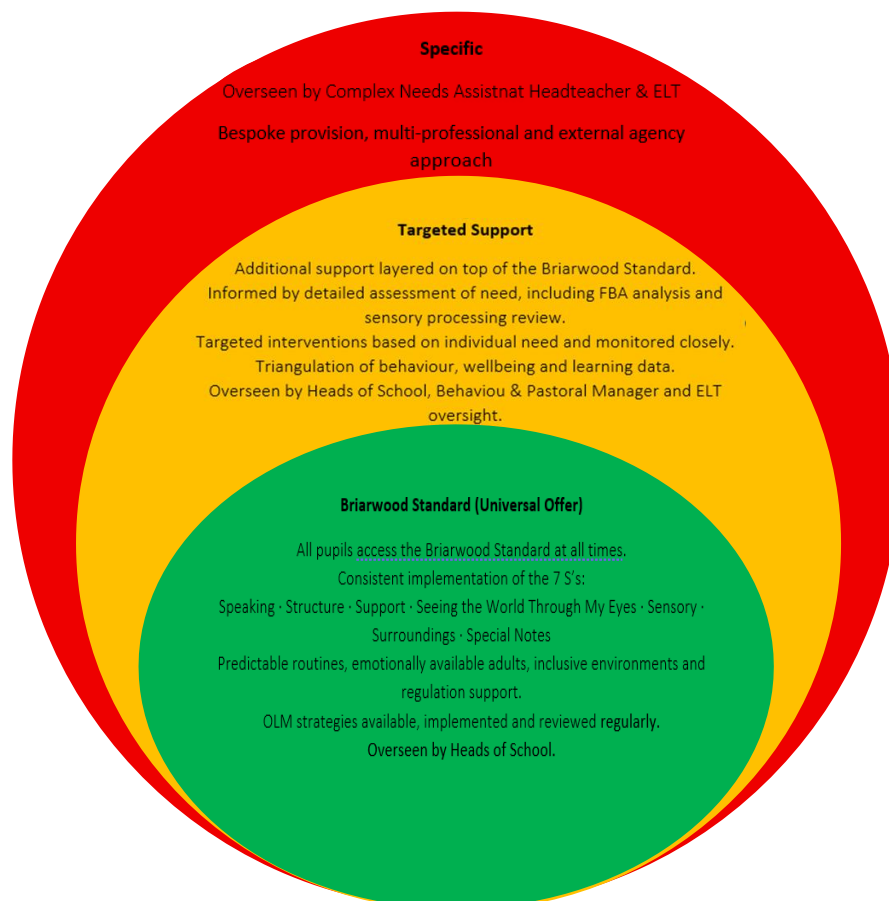 Specific
Overseen by Complex Needs Assistnat Headteacher & ELT
Bespoke provision, multi-professional and external agency
approach
Targeted Support
Additional support layered on top of the Briarwood Standard.
Informed by detailed assessment of need, including FBA analysis and
sensory processing review.
Targeted interventions based on individual need and monitored closely.
Triangulation of behaviour, wellbeing and learning data.
Overseen by Heads of School, Behaviou & Pastoral Manager and ELT
oversight.
Briarwood Standard (Universal Offer)
All pupils access the Briarwood Standard at all times.
Consistent implementation of the 7 S’s:
Speaking · Structure · Support · Seeing the World Through My Eyes · Sensory ·
Surroundings · Special Notes
Predictable routines, emotionally available adults, inclusive environments and
regulation support.
OLM strategies available, implemented and reviewed regularly.
Overseen by Heads of School.